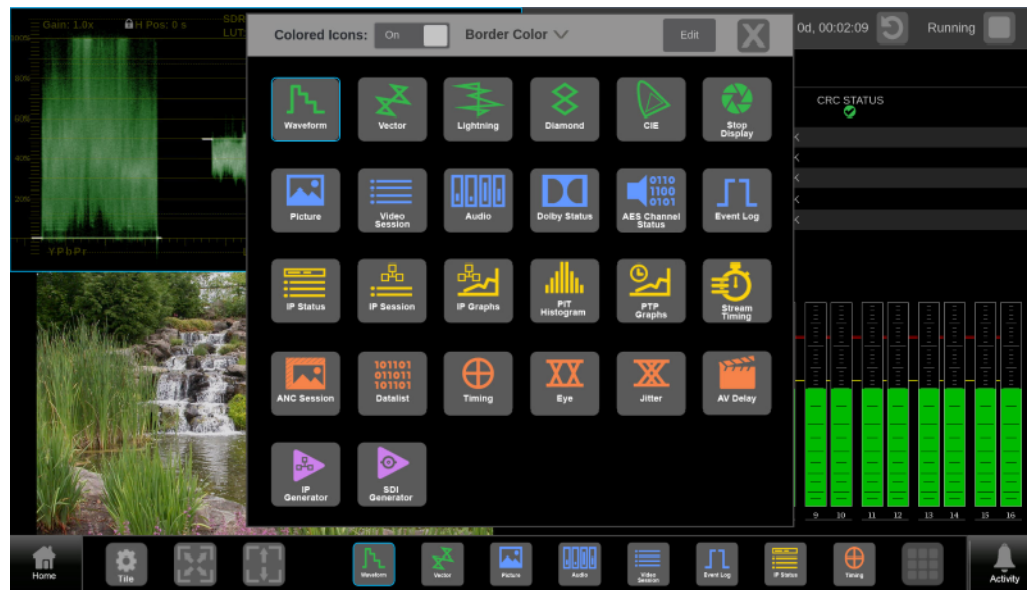 Gain: 1.0x
H Pos: 0 s
SDR
LUT:
100%
80%
60%
40%
20%
YPbPr
Colored Icons:
On
Border Color
Edit
X
0d, 00:02:09
Running
CRC STATUS
Waveform
Vector
Lightning
Diamond
CIE
Stop
Display
Picture
Video
Session
Audio
Dolby Status
0110
1100
0101
AES Channel
Status
Event Log
IP Status
IP Session
IP Graphs
PIT
Histogram
PTP
Graphs
Stream
Timing
ANC Session
101101
011011
101101
Datalist
Timing
Eye
Jitter
AV Delay
IP
Generator
SDI
Generator
9 10 11 12 13 14 15 16
Home
Tile
Waveform
Vector
Picture
Audio
Video
Session
Event Log
IP Status
Timing
Activity